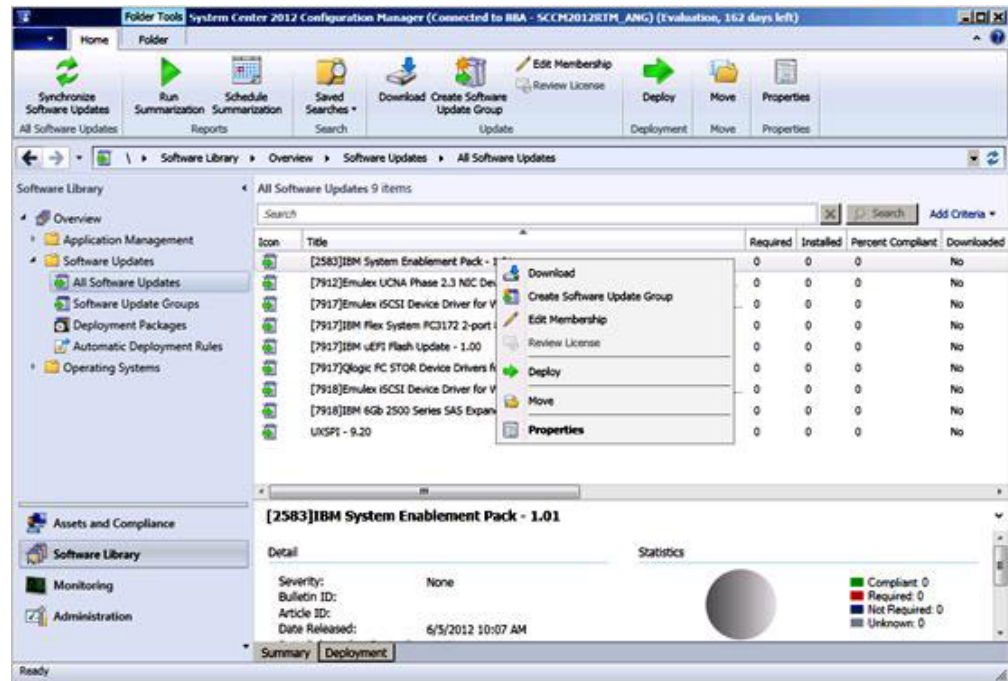 Folder Tools System Center 2012 Configuration Manager (Connected to BBA - SCCM2012RTM_ANG) (Evaluation, 162 days left)
Home Folder
Synchronize Software Updates
Run Summarization
Schedule Summarization
Saved Searches
Download
Create Software Update Group
Edit Membership
Review License
Deploy
Move
Properties
All Software Updates Reports Search Update Deployment Move Properties
\ Software Library Overview Software Updates All Software Updates
Software Library
Overview
Application Management
Software Updates
All Software Updates
Software Update Groups
Deployment Packages
Automatic Deployment Rules
Operating Systems
Assets and Compliance
Software Library
Monitoring
Administration
All Software Updates 9 items
Search Search Add Criteria
Icon Title Required Installed Percent Compliant Downloaded
[2583]IBM System Enablement Pack - 0 0 0 No
[7912]Emulex UCNA Phase 2.3 NIC 0 0 0 No
[7917]Emulex iSCSI Device Driver for 0 0 0 No
[7917]IBM Flex System FC3172 2-port 0 0 0 No
[7917]IBM uEFI Flash Update - 1.00 0 0 0 No
[7917]Qlogic FC STOR Device Drivers 0 0 0 No
[7918]Emulex iSCSI Device Driver for 0 0 0 No
[7918]IBM 6Gb 2500 Series SAS 0 0 0 No
UXSPI - 9.20 0 0 0 No
Download
Create Software Update Group
Edit Membership
Review License
Deploy
Move
Properties
[2583]IBM System Enablement Pack - 1.01
Detail
Severity: None
Bulletin ID:
Article ID:
Date Released: 6/5/2012 10:07 AM
Statistics
Compliant: 0
Required: 0
Not Required: 0
Unknown: 0
Summary Deployment
Ready